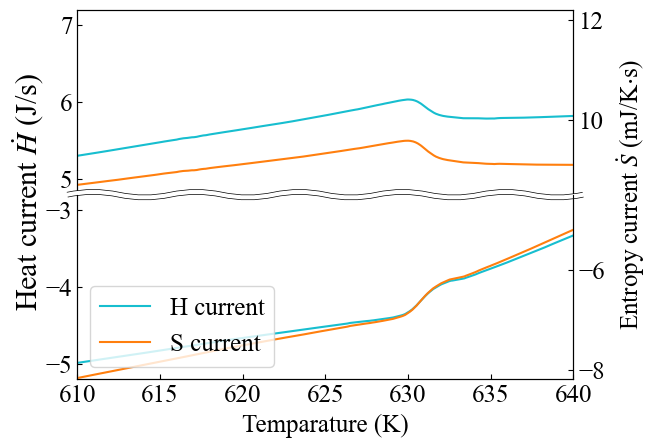 7
6
5
−3
−4
−5
Heat current Ḣ (J/s)
12
10
−6
−8
Entropy current Ṡ (mJ/K·s)
H current
S current
610 615 620 625 630 635 640
Temparature (K)